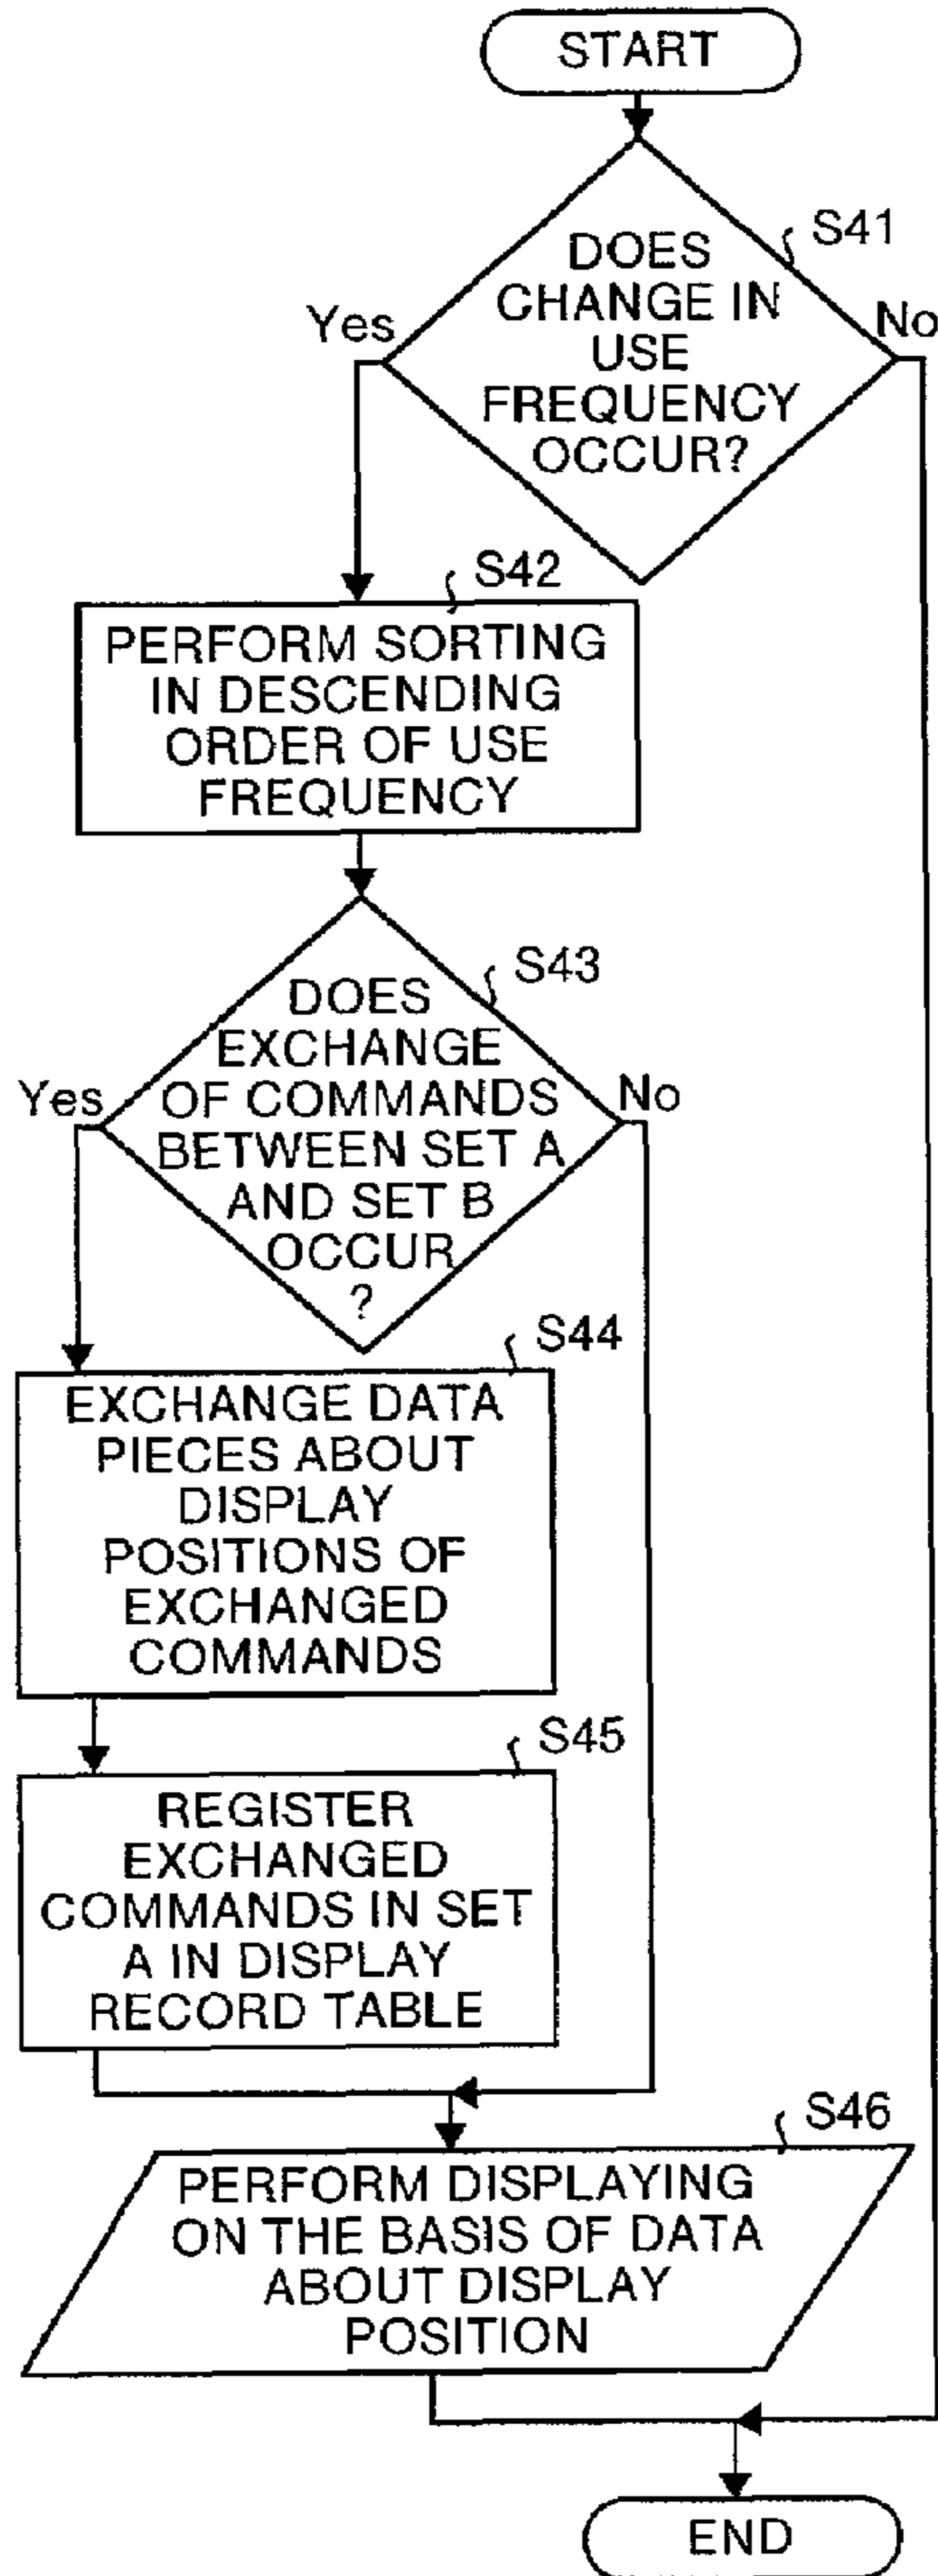 START
S41
DOES
CHANGE IN
USE
FREQUENCY
OCCUR?
Yes
No
S42
PERFORM SORTING
IN DESCENDING
ORDER OF USE
FREQUENCY
S43
DOES
EXCHANGE
OF COMMANDS
BETWEEN SET A
AND SET B
OCCUR
?
Yes
No
S44
EXCHANGE DATA
PIECES ABOUT
DISPLAY
POSITIONS OF
EXCHANGED
COMMANDS
S45
REGISTER
EXCHANGED
COMMANDS IN SET
A IN DISPLAY
RECORD TABLE
S46
PERFORM DISPLAYING
ON THE BASIS OF DATA
ABOUT DISPLAY
POSITION
END